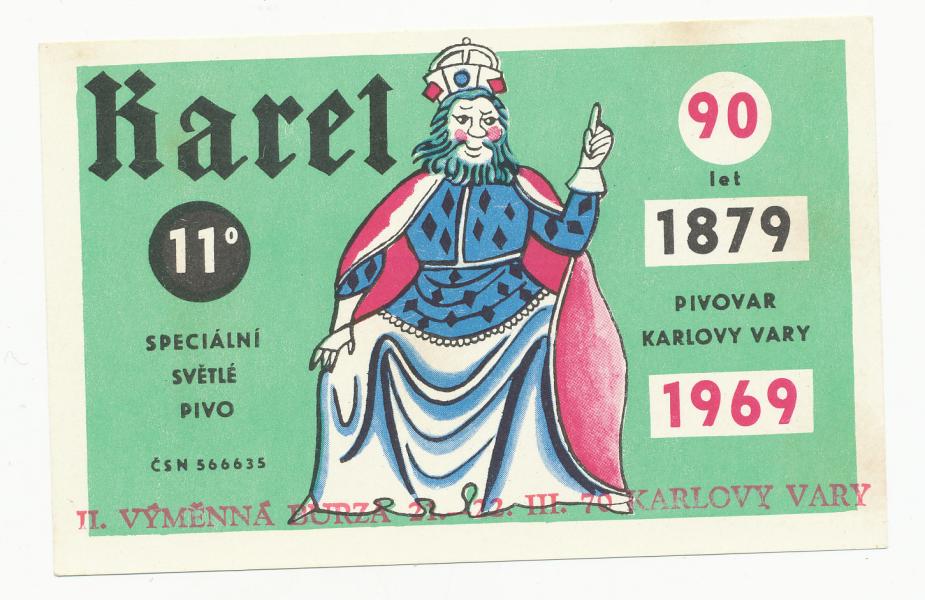 Karel
11°
SPECIÁLNÍ
SVĚTLÉ
PIVO
ČSN 566635
90
let
1879
PIVOVAR
KARLOVY VARY
1969
II. VÝMĚNNÁ BURZA 21.-22. III. 70 KARLOVY VARY